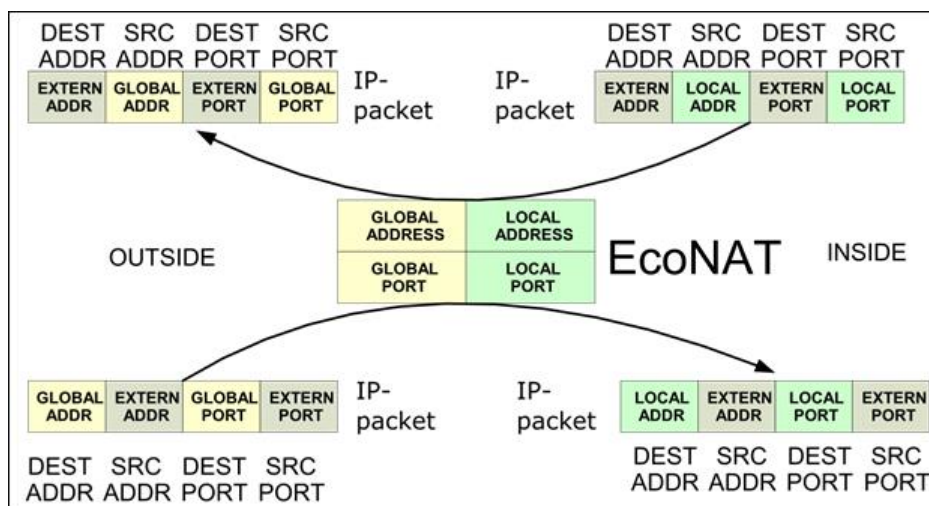 DEST SRC DEST SRC
ADDR ADDR PORT PORT
EXTERN GLOBAL EXTERN GLOBAL
ADDR ADDR PORT PORT
IP-
packet
DEST SRC DEST SRC
ADDR ADDR PORT PORT
EXTERN LOCAL EXTERN LOCAL
ADDR ADDR PORT PORT
IP-
packet
OUTSIDE
GLOBAL LOCAL
ADDRESS ADDRESS
GLOBAL LOCAL
PORT PORT
EcoNAT
INSIDE
GLOBAL EXTERN GLOBAL EXTERN
ADDR ADDR PORT PORT
IP-
packet
DEST SRC DEST SRC
ADDR ADDR PORT PORT
IP-
packet
LOCAL EXTERN LOCAL EXTERN
ADDR ADDR PORT PORT
DEST SRC DEST SRC
ADDR ADDR PORT PORT